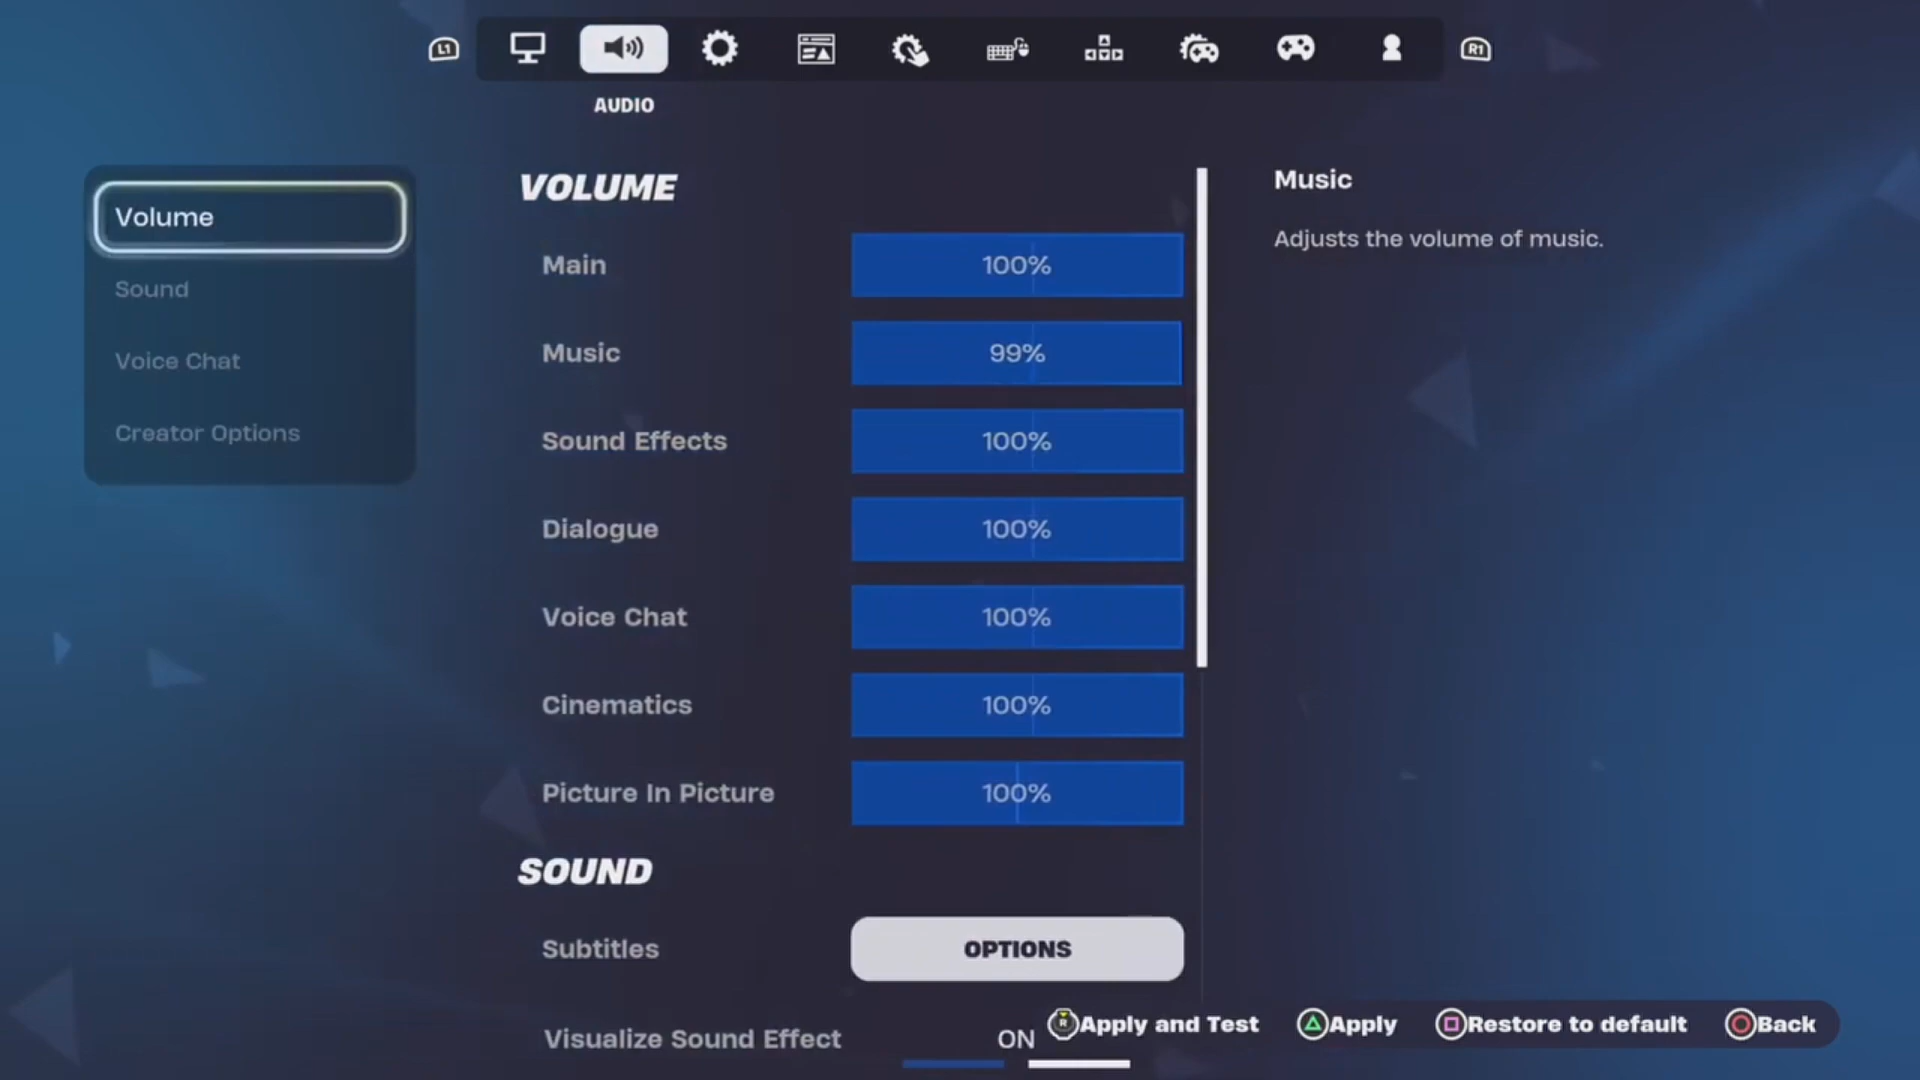 L1
R1
AUDIO
Volume
Sound
Voice Chat
Creator Options
VOLUME
Main 100%
Music 99%
Sound Effects 100%
Dialogue 100%
Voice Chat 100%
Cinematics 100%
Picture In Picture 100%
SOUND
Subtitles OPTIONS
Visualize Sound Effect ON
Music
Adjusts the volume of music.
R Apply and Test Apply Restore to default Back